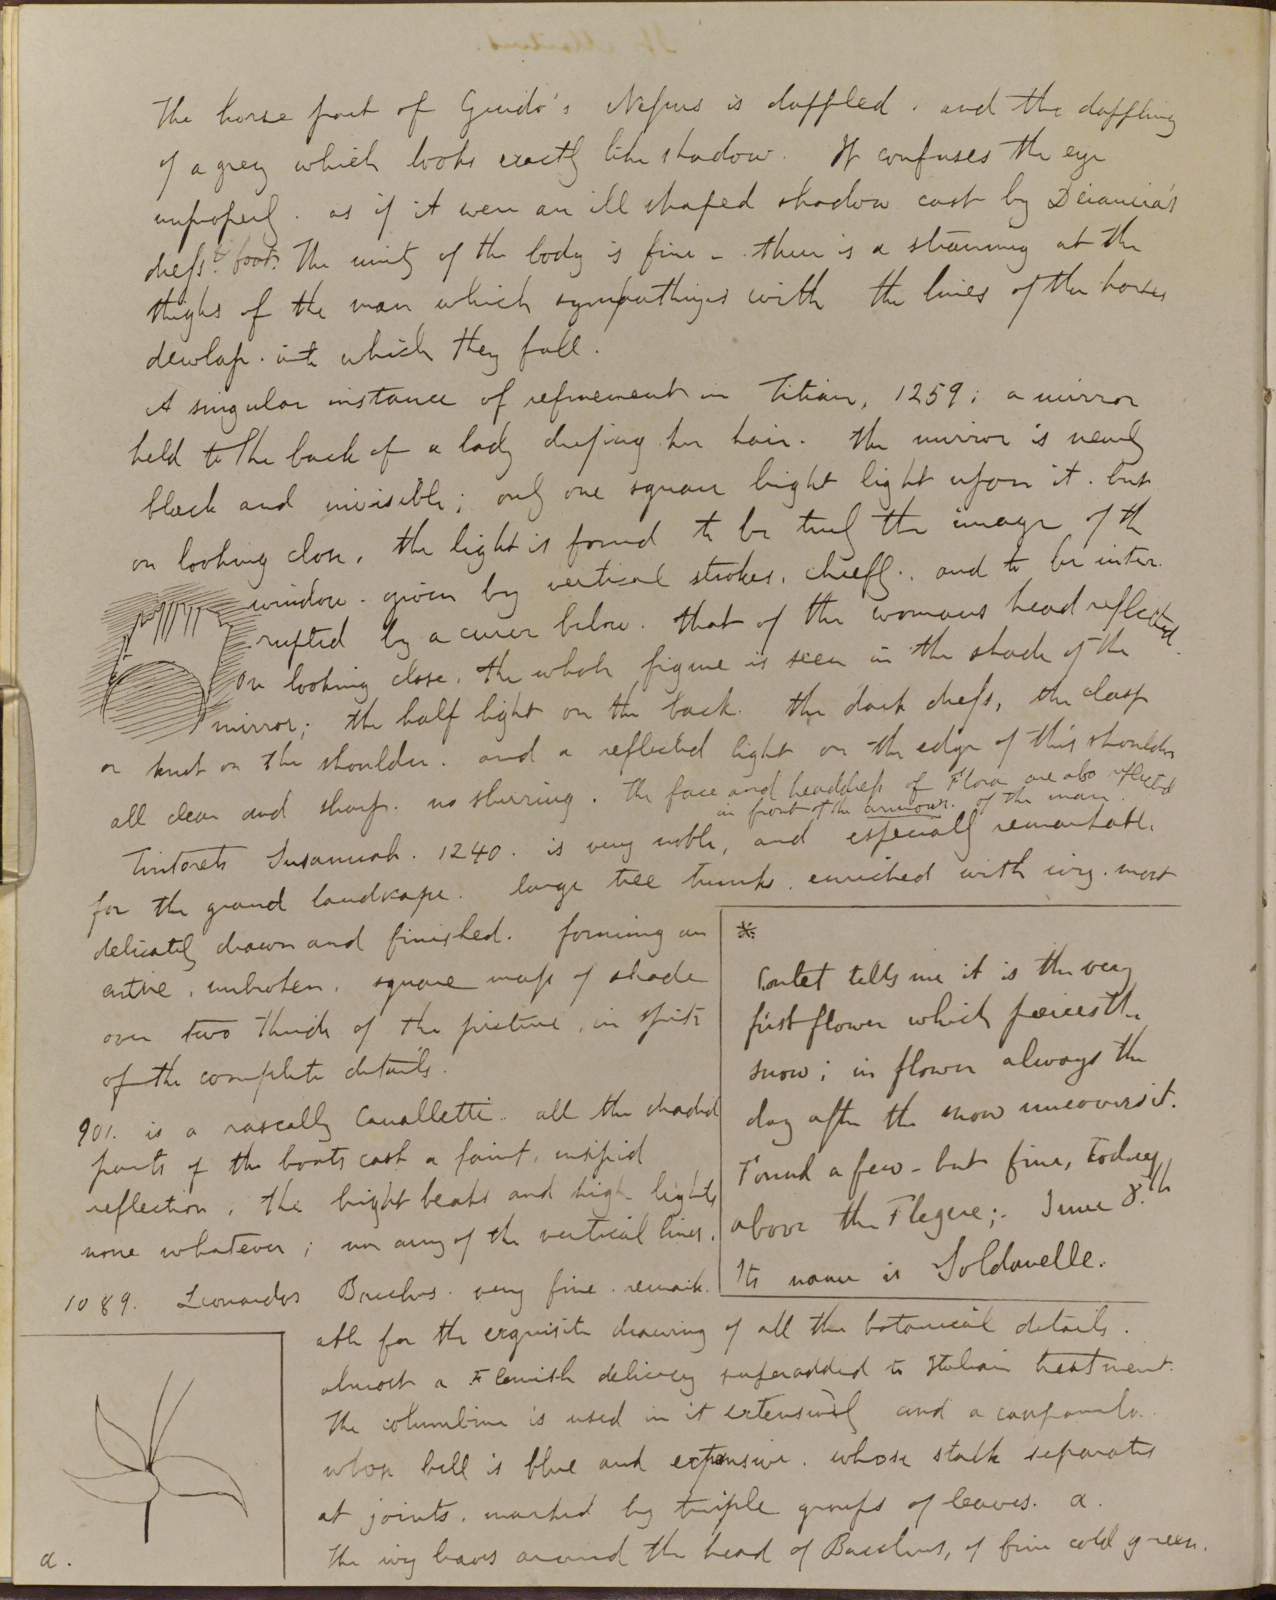 The horse part of Guido's Nessus is dappled. and the dappling
of a grey which looks exactly like shadow. It confuses the eye
improperly. as if it were an ill shaped shadow cast by Deianeira's
dress. The unity of the body is fine - there is a straining at the
thighs of the man which sympathizes with the lines of the horses
dewlap. into which they fall.
A singular instance of refinement in Titian, 1259; a mirror
held to the back of a lady dressing her hair. the mirror is nearly
black and invisible; only one square bright light upon it. but
on looking close, the light is found to be truly the image of the
window. given by vertical strokes, chiefly., and to be inter
rupted by a curve below. that of the womans head reflected.
On looking close, the whole figure is seen in the shade of the
mirror; the half light on the back. the dark dress, the clasp
or knot on the shoulder. and a reflected light on the edge of this shoulder
all clear and sharp. no slurring. The face and headdress of Flora are also reflected
in front of the armour. of the man.
Tintorets Susannah. 1240. is very noble, and especially remarkable.
for the grand landscape. large tree trunks. enriched with ivy. most
delicately drawn and finished. forming an
entire, unbroken, square mass of shade
over two thirds of the picture, in spite
of the complete details.
901. is a rascally Canalletti. all the shaded
parts of the boats cast a faint, insipid
reflection, the bright boats and high lights
none whatever; nor any of the vertical lines.
*
Coutet tells me it is the very
first flower which peirces the
snow; in flower always the
day after the snow uncovers it.
Found a few - but fine, today
above the Flegere;. June 8.th
Its name is Soldanelle.
1089. Leonardos Bacchus. very fine. remark.
able for the exquisite drawing of all the botanical details.
almost a Flemish delicacy superadded to Italian treatment.
The columbine is used in it extensively and a campanula.
whose bell is blue and expansive. whose stalk separates
at joints. marked by triple groups of leaves. a.
the ivy leaves around the head of Bacchus, of fine cold green.
a.